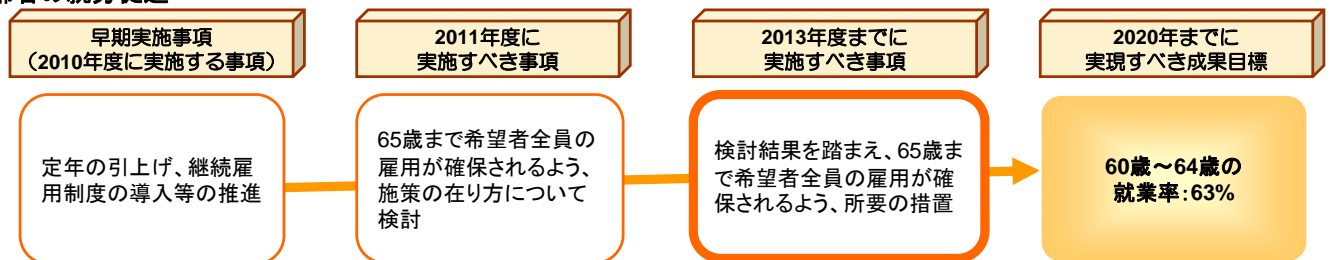 早期実施事項
（2010年度に実施する事項）
2011年度に
実施すべき事項
2013年度までに
実施すべき事項
2020年までに
実現すべき成果目標
定年の引上げ、継続雇
用制度の導入等の推進
65歳まで希望者全員の
雇用が確保されるよう、
施策の在り方について
検討
検討結果を踏まえ、65歳ま
で希望者全員の雇用が確
保されるよう、所要の措置
60歳～64歳の
就業率：63%